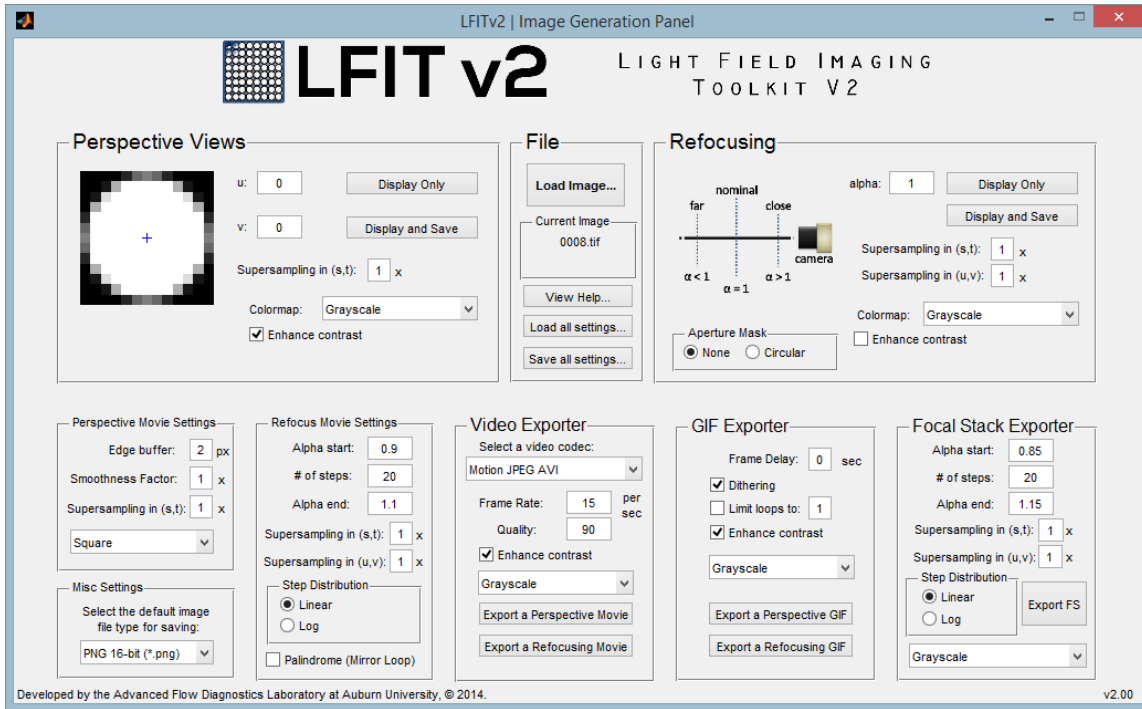 LFITv2 | Image Generation Panel
LFIT v2
LIGHT FIELD IMAGING
TOOLKIT V2
Perspective Views
u: 0
Display Only
v: 0
Display and Save
Supersampling in (s,t): 1 x
Colormap: Grayscale
Enhance contrast
File
Load Image...
Current Image
0008.tif
View Help...
Load all settings...
Save all settings...
Refocusing
nominal
far close
camera
α < 1 α > 1
α = 1
alpha: 1
Display Only
Display and Save
Supersampling in (s,t): 1 x
Supersampling in (u,v): 1 x
Colormap: Grayscale
Enhance contrast
Aperture Mask
None Circular
Perspective Movie Settings
Edge buffer: 2 px
Smoothness Factor: 1 x
Supersampling in (s,t): 1 x
Square
Misc Settings
Select the default image
file type for saving:
PNG 16-bit (*.png)
Refocus Movie Settings
Alpha start: 0.9
# of steps: 20
Alpha end: 1.1
Supersampling in (s,t): 1 x
Supersampling in (u,v): 1 x
Step Distribution
Linear
Log
Palindrome (Mirror Loop)
Video Exporter
Select a video codec:
Motion JPEG AVI
Frame Rate: 15 per
sec
Quality: 90
Enhance contrast
Grayscale
Export a Perspective Movie
Export a Refocusing Movie
GIF Exporter
Frame Delay: 0 sec
Dithering
Limit loops to: 1
Enhance contrast
Grayscale
Export a Perspective GIF
Export a Refocusing GIF
Focal Stack Exporter
Alpha start: 0.85
# of steps: 20
Alpha end: 1.15
Supersampling in (s,t): 1 x
Supersampling in (u,v): 1 x
Step Distribution
Linear
Log
Export FS
Grayscale
Developed by the Advanced Flow Diagnostics Laboratory at Auburn University, © 2014.
v2.00